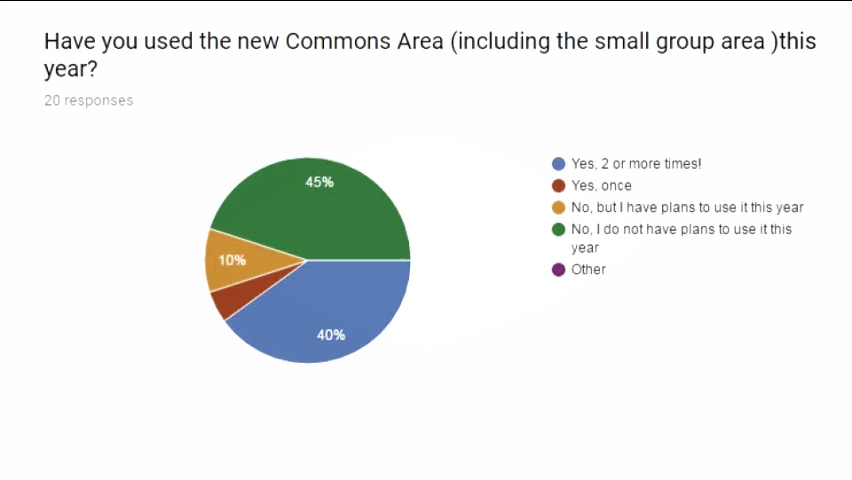 Have you used the new Commons Area (including the small group area )this
year?
20 responses
45%
10%
40%
Yes, 2 or more times!
Yes, once
No, but I have plans to use it this year
No, I do not have plans to use it this
year
Other